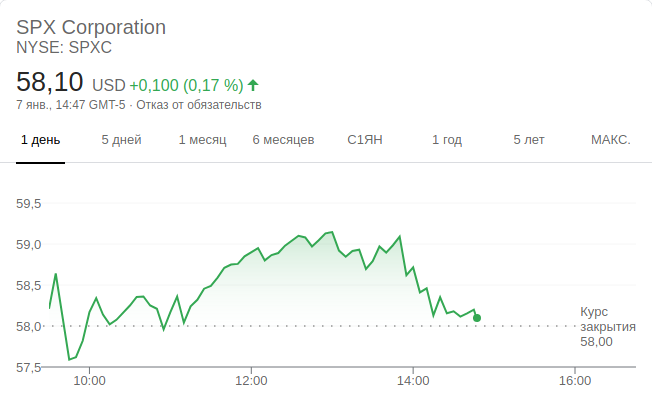 SPX Corporation
NYSE: SPXC
58,10 USD +0,100 (0,17 %)
7 янв., 14:47 GMT-5 · Отказ от обязательств
1 день 5 дней 1 месяц 6 месяцев С1ЯН 1 год 5 лет МАКС.
59,5
59,0
58,5
58,0
57,5
Курс
закрытия
58,00
10:00 12:00 14:00 16:00